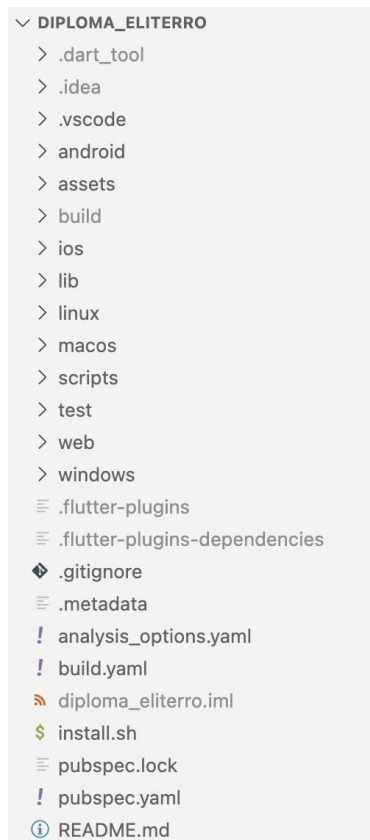 DIPLOMA_ELITERRO
.dart_tool
.idea
.vscode
android
assets
build
ios
lib
linux
macos
scripts
test
web
windows
.flutter-plugins
.flutter-plugins-dependencies
.gitignore
.metadata
analysis_options.yaml
build.yaml
diploma_eliterro.iml
install.sh
pubspec.lock
pubspec.yaml
README.md